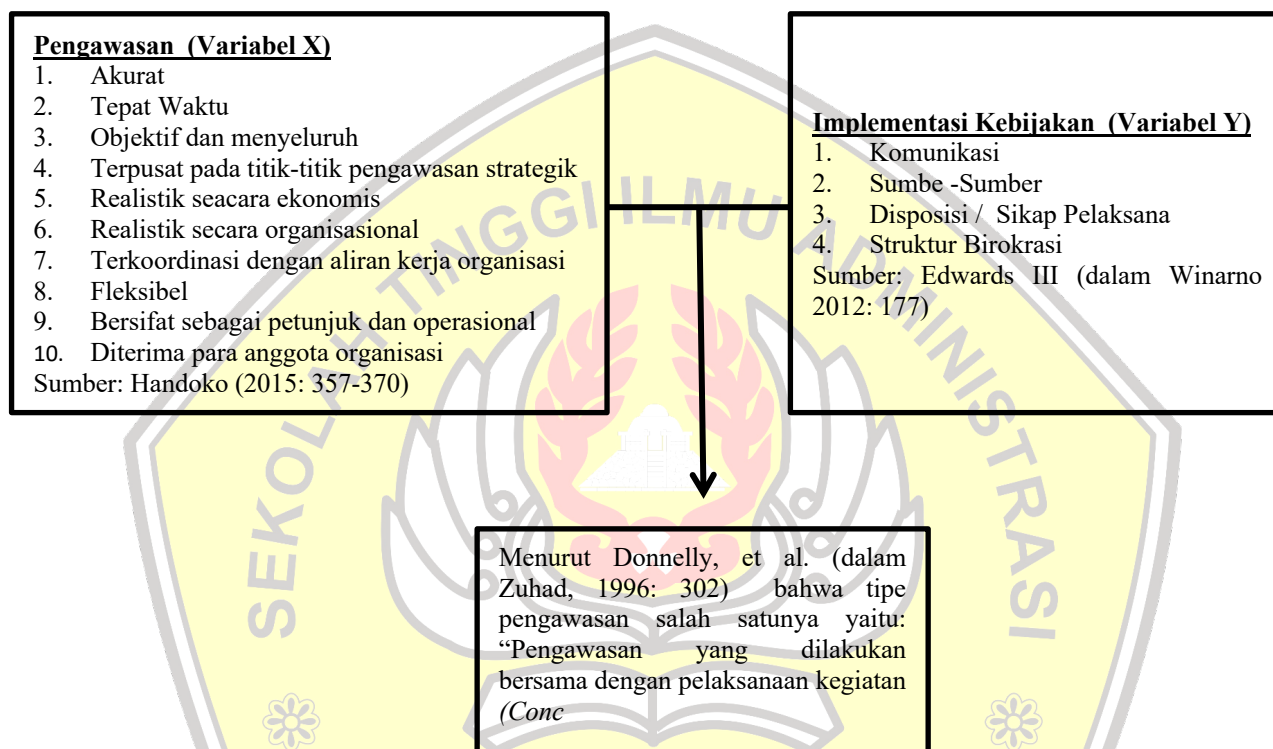 Pengawasan (Variabel X)
1. Akurat
2. Tepat Waktu
3. Objektif dan menyeluruh
4. Terpusat pada titik-titik pengawasan strategik
5. Realistik seacara ekonomis
6. Realistik secara organisasional
7. Terkoordinasi dengan aliran kerja organisasi
8. Fleksibel
9. Bersifat sebagai petunjuk dan operasional
10. Diterima para anggota organisasi
Sumber: Handoko (2015: 357-370)
Implementasi Kebijakan (Variabel Y)
1. Komunikasi
2. Sumbe -Sumber
3. Disposisi / Sikap Pelaksana
4. Struktur Birokrasi
Sumber: Edwards III (dalam Winarno
2012: 177)
Menurut Donnelly, et al. (dalam
Zuhad, 1996: 302) bahwa tipe
pengawasan salah satunya yaitu:
“Pengawasan yang dilakukan
bersama dengan pelaksanaan kegiatan
(Conc
SEKOLAH TINGGI ILMU ADMINISTRASI